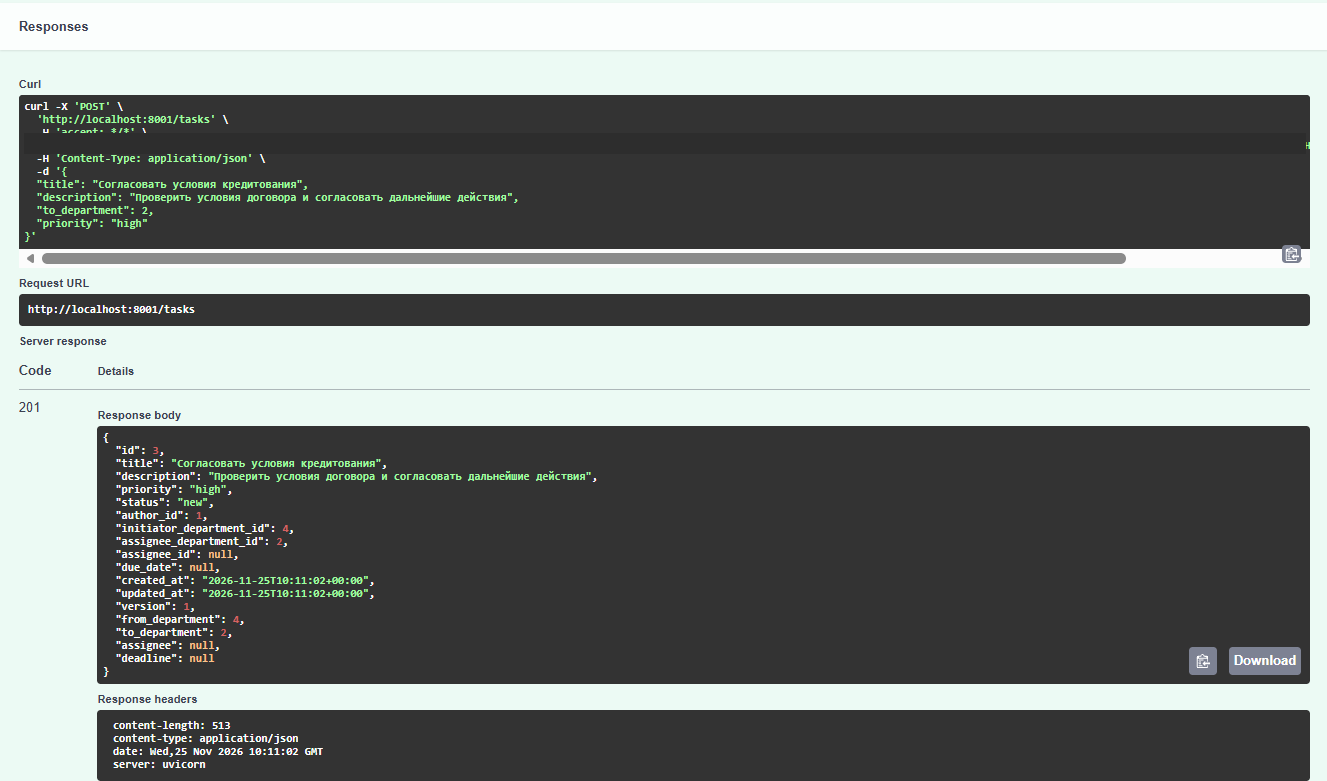 Responses
Curl
curl -X 'POST' \
'http://localhost:8001/tasks' \
-H 'accept: */*' \
-H 'Content-Type: application/json' \
-d '{
"title": "Согласовать условия кредитования",
"description": "Проверить условия договора и согласовать дальнейшие действия",
"to_department": 2,
"priority": "high"
}'
Request URL
http://localhost:8001/tasks
Server response
Code Details
201
Response body
{
"id": 3,
"title": "Согласовать условия кредитования",
"description": "Проверить условия договора и согласовать дальнейшие действия",
"priority": "high",
"status": "new",
"author_id": 1,
"initiator_department_id": 4,
"assignee_department_id": 2,
"assignee_id": null,
"due_date": null,
"created_at": "2026-11-25T10:11:02+00:00",
"updated_at": "2026-11-25T10:11:02+00:00",
"version": 1,
"from_department": 4,
"to_department": 2,
"assignee": null,
"deadline": null
}
Download
Response headers
content-length: 513
content-type: application/json
date: Wed,25 Nov 2026 10:11:02 GMT
server: uvicorn